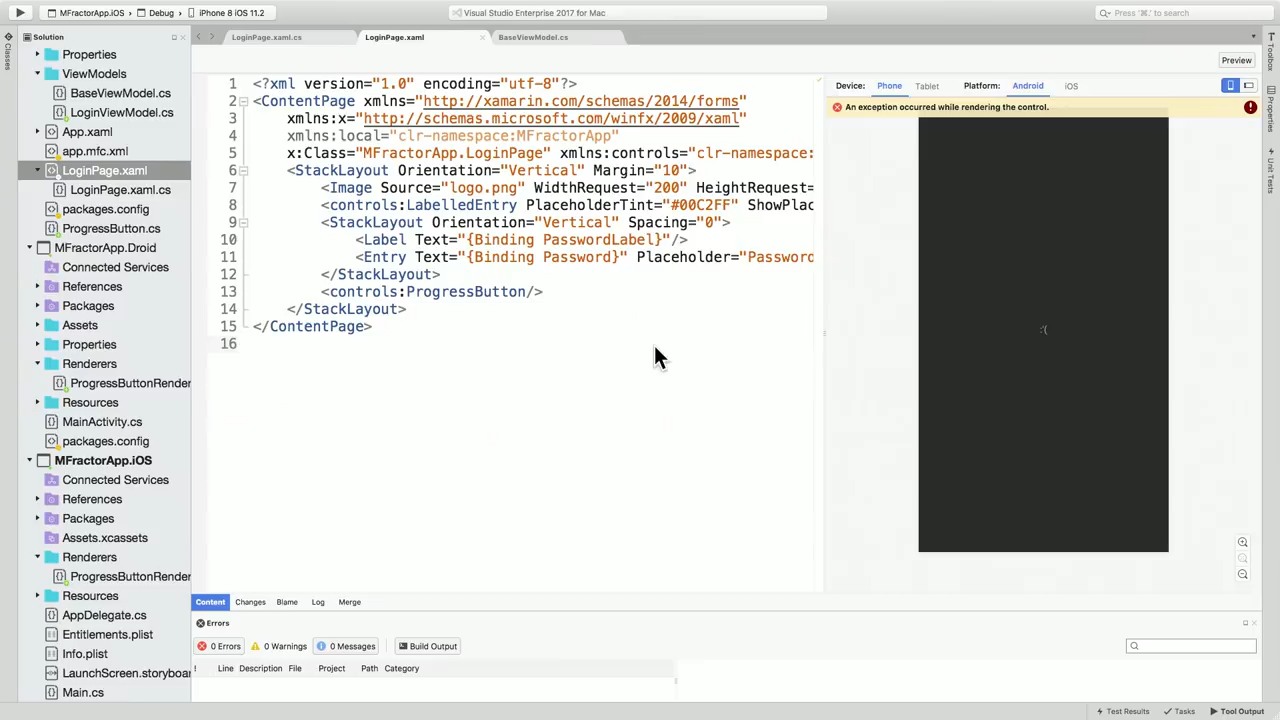 MFractorApp.iOS > Debug > iPhone 8 iOS 11.2
Visual Studio Enterprise 2017 for Mac
Press '⌘.' to search
Classes
Solution
Properties
ViewModels
BaseViewModel.cs
LoginViewModel.cs
App.xaml
app.mfc.xml
LoginPage.xaml
LoginPage.xaml.cs
packages.config
ProgressButton.cs
MFractorApp.Droid
Connected Services
References
Packages
Assets
Properties
Renderers
ProgressButtonRender
Resources
MainActivity.cs
packages.config
MFractorApp.iOS
Connected Services
References
Packages
Assets.xcassets
Renderers
ProgressButtonRender
Resources
AppDelegate.cs
Entitlements.plist
Info.plist
LaunchScreen.storyboar
Main.cs
LoginPage.xaml.cs LoginPage.xaml BaseViewModel.cs
Preview
1 <?xml version="1.0" encoding="utf-8"?>
2 <ContentPage xmlns="http://xamarin.com/schemas/2014/forms"
3 xmlns:x="http://schemas.microsoft.com/winfx/2009/xaml"
4 xmlns:local="clr-namespace:MFractorApp"
5 x:Class="MFractorApp.LoginPage" xmlns:controls="clr-namespace:
6 <StackLayout Orientation="Vertical" Margin="10">
7 <Image Source="logo.png" WidthRequest="200" HeightRequest=
8 <controls:LabelledEntry PlaceholderTint="#00C2FF" ShowPlac
9 <StackLayout Orientation="Vertical" Spacing="0">
10 <Label Text="{Binding PasswordLabel}"/>
11 <Entry Text="{Binding Password}" Placeholder="Password
12 </StackLayout>
13 <controls:ProgressButton/>
14 </StackLayout>
15 </ContentPage>
16
Device: Phone Tablet Platform: Android iOS
An exception occurred while rendering the control.
:'(
Toolbox
Properties
Unit Tests
Content Changes Blame Log Merge
Errors
0 Errors 0 Warnings 0 Messages Build Output
! Line Description File Project Path Category
Test Results Tasks Tool Output